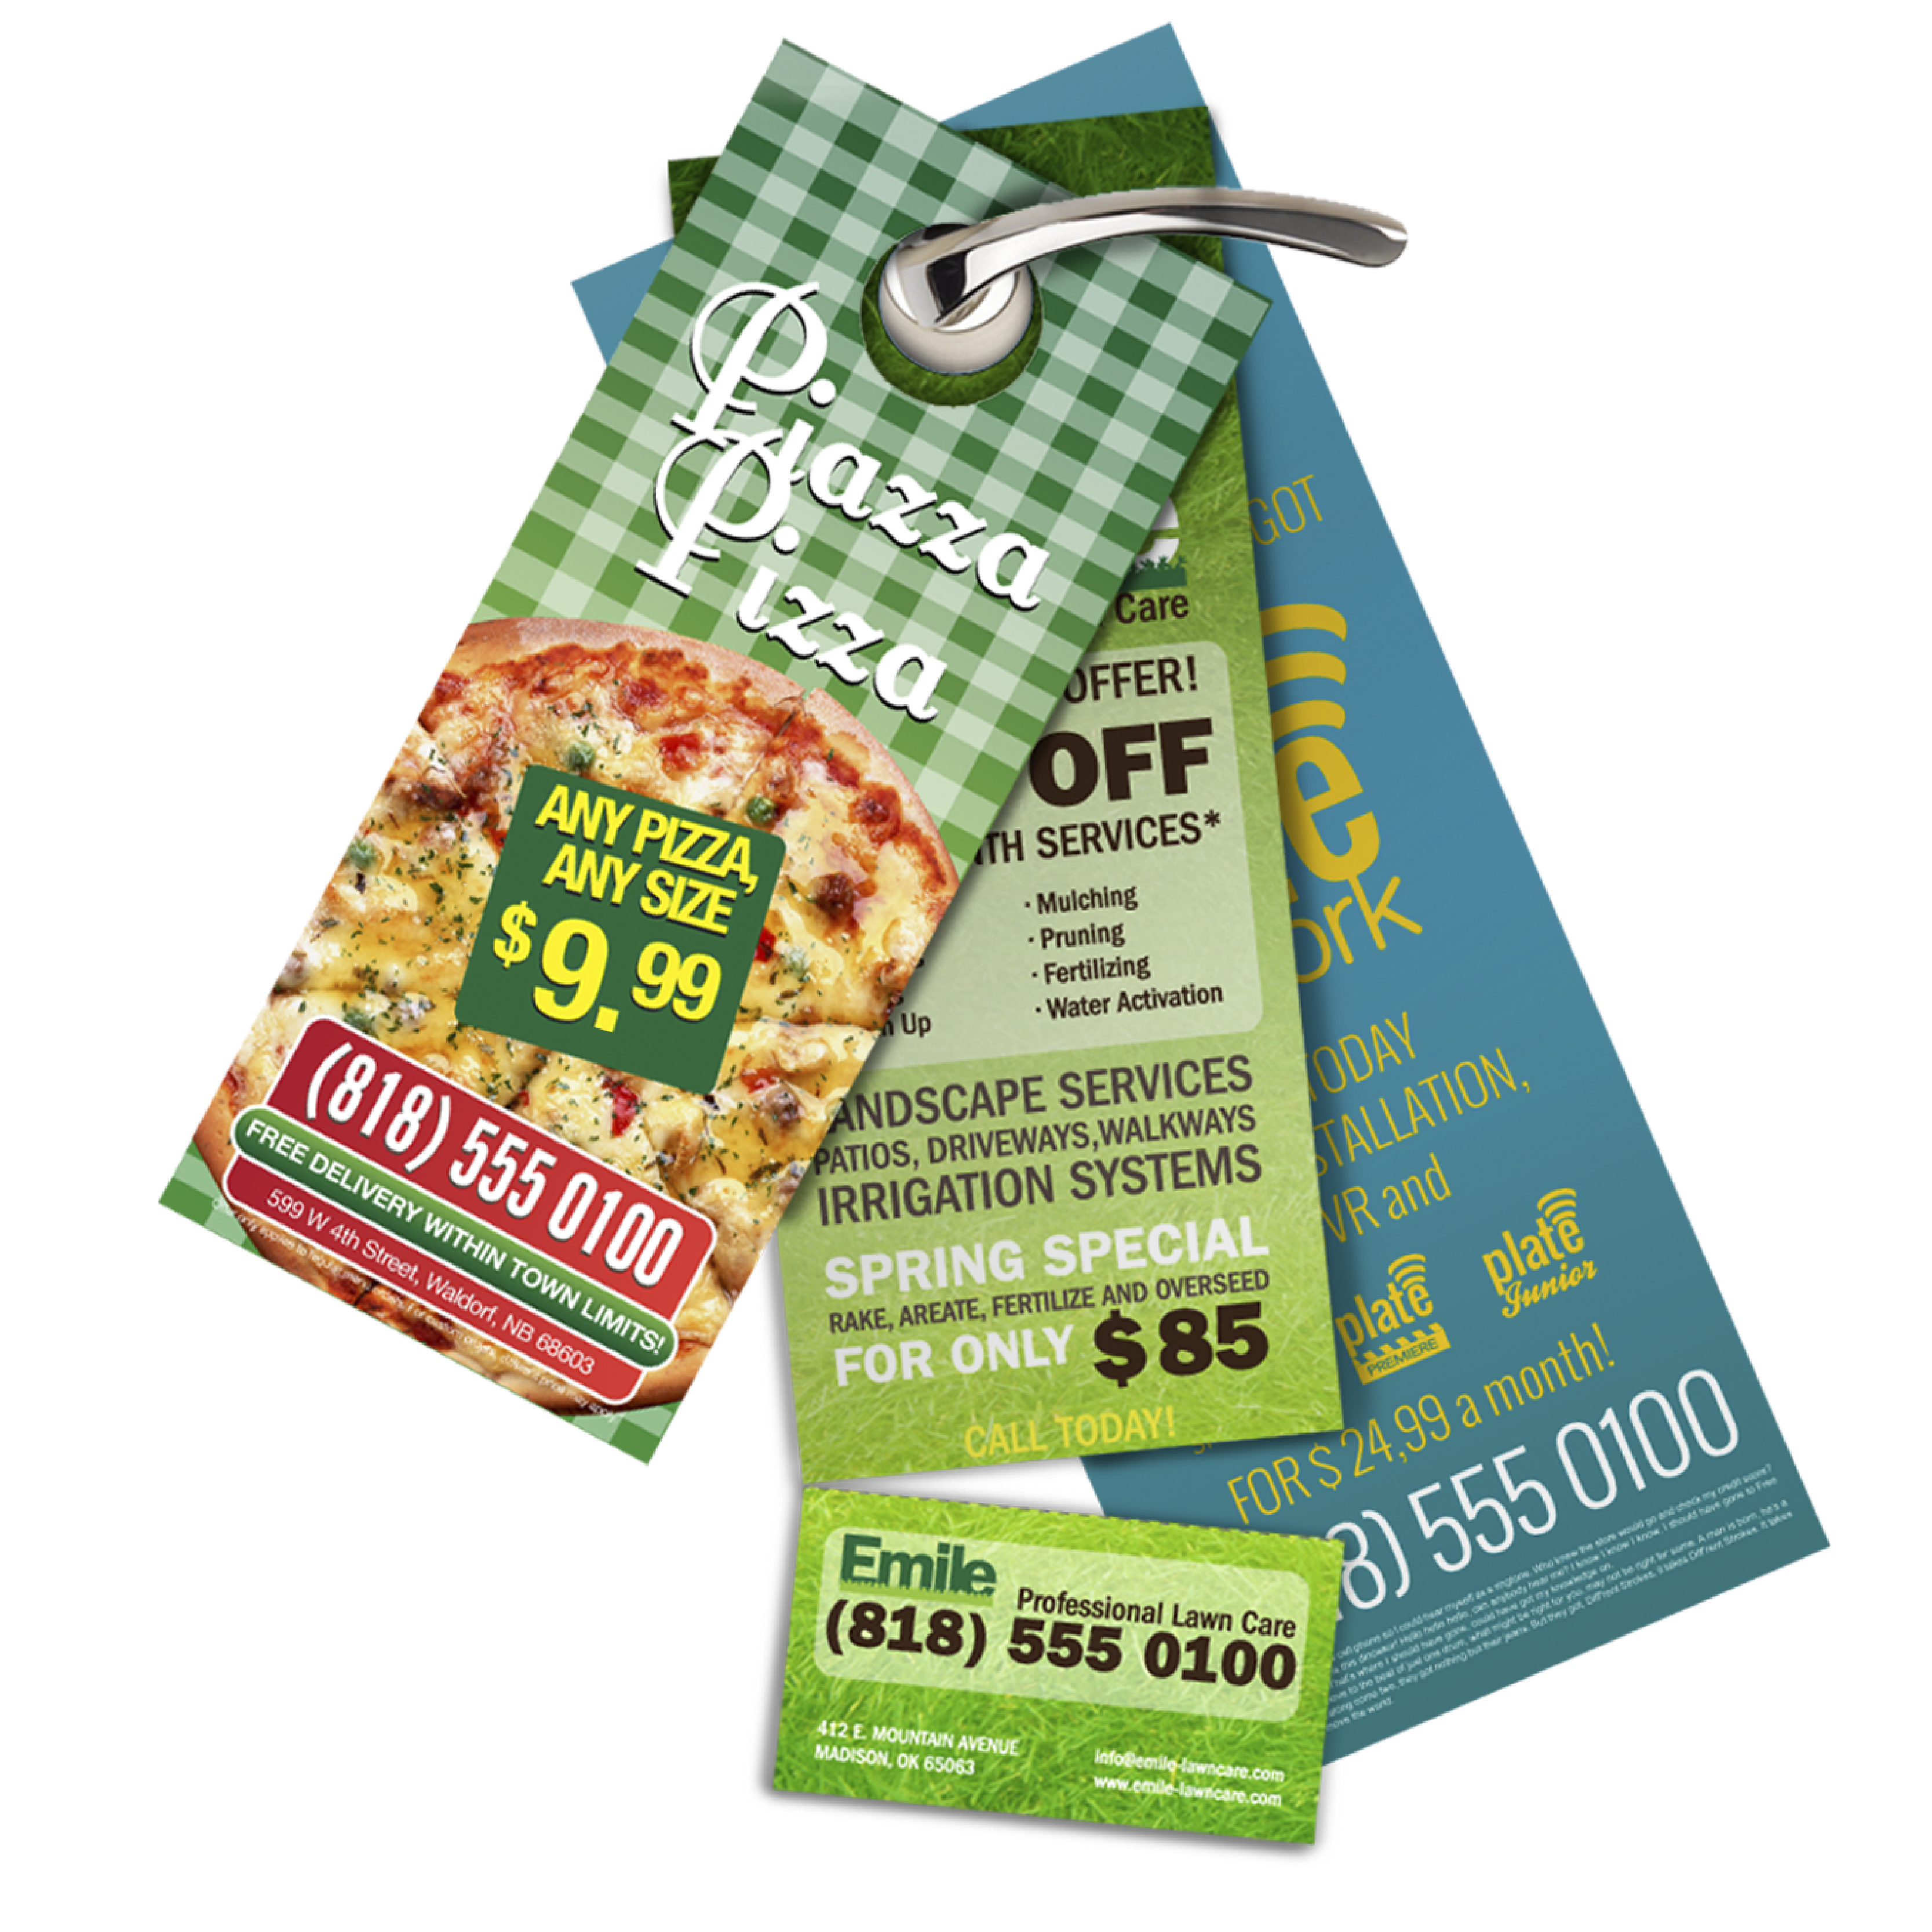 Piazza
Pizza
ANY PIZZA,
ANY SIZE
$9.99
(818) 555 0100
FREE DELIVERY WITHIN TOWN LIMITS!
599 W 4th Street, Waldorf, NB 68603
Care
OFFER!
OFF
TH SERVICES*
· Mulching
· Pruning
· Fertilizing
· Water Activation
Up
ANDSCAPE SERVICES
PATIOS, DRIVEWAYS,WALKWAYS
IRRIGATION SYSTEMS
SPRING SPECIAL
RAKE, AREATE, FERTILIZE AND OVERSEED
FOR ONLY $85
CALL TODAY!
Emile
Professional Lawn Care
(818) 555 0100
412 E. MOUNTAIN AVENUE
MADISON, OK 65063
info@emile-lawncare.com
www.emile-lawncare.com
GOT
e
ork
TODAY
STALLATION,
VR and
plate
PREMIERE
plate
Junior
FOR $24,99 a month!
8) 555 0100